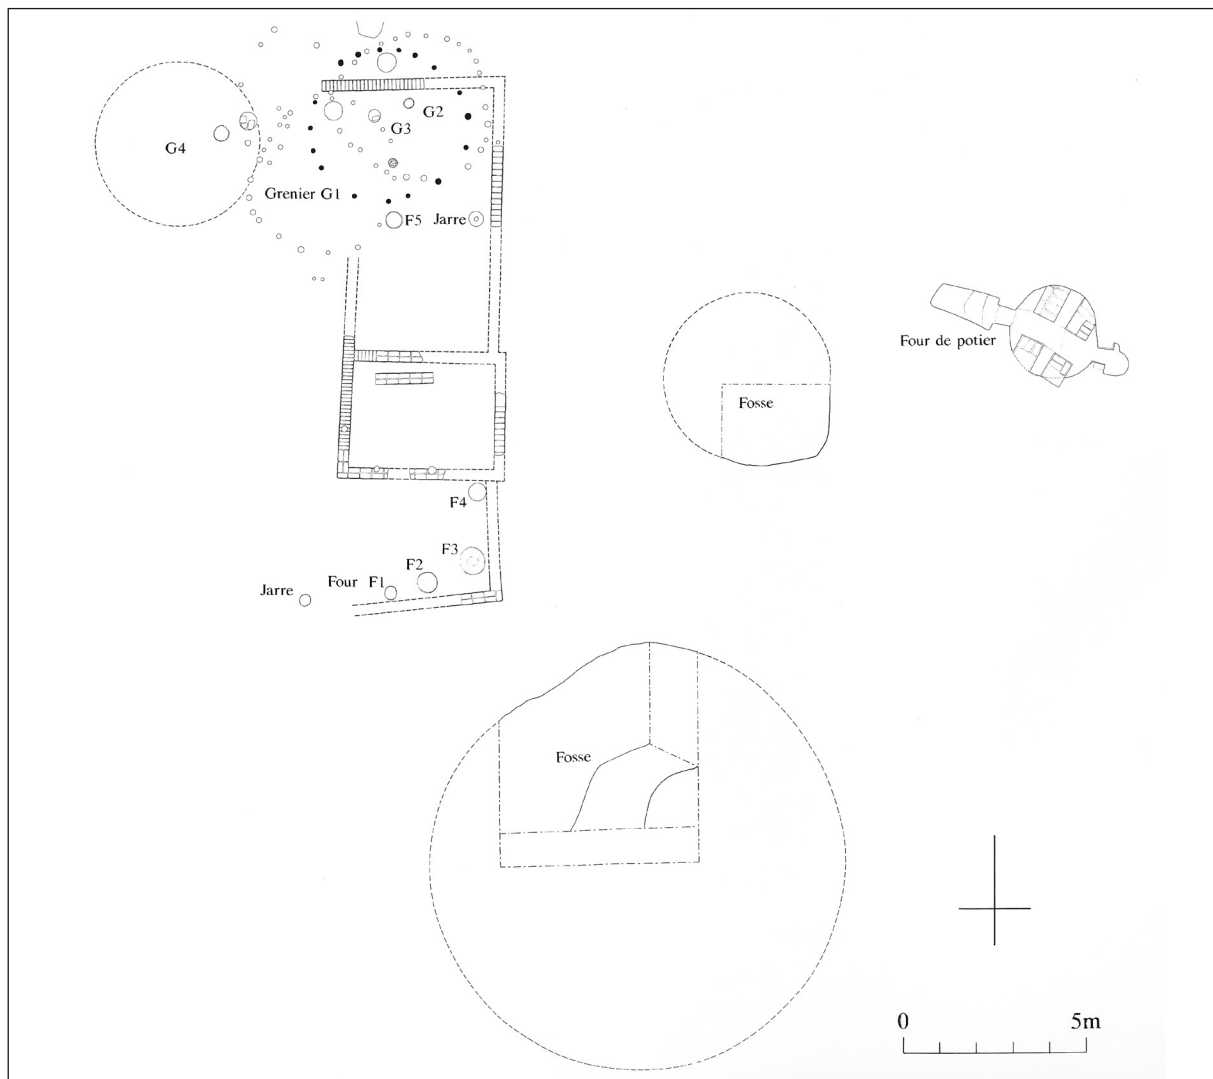 G2
G3
G4
Grenier G1
F5 Jarre
Four de potier
Fosse
F4
F3
F2
Jarre Four F1
Fosse
0 5m